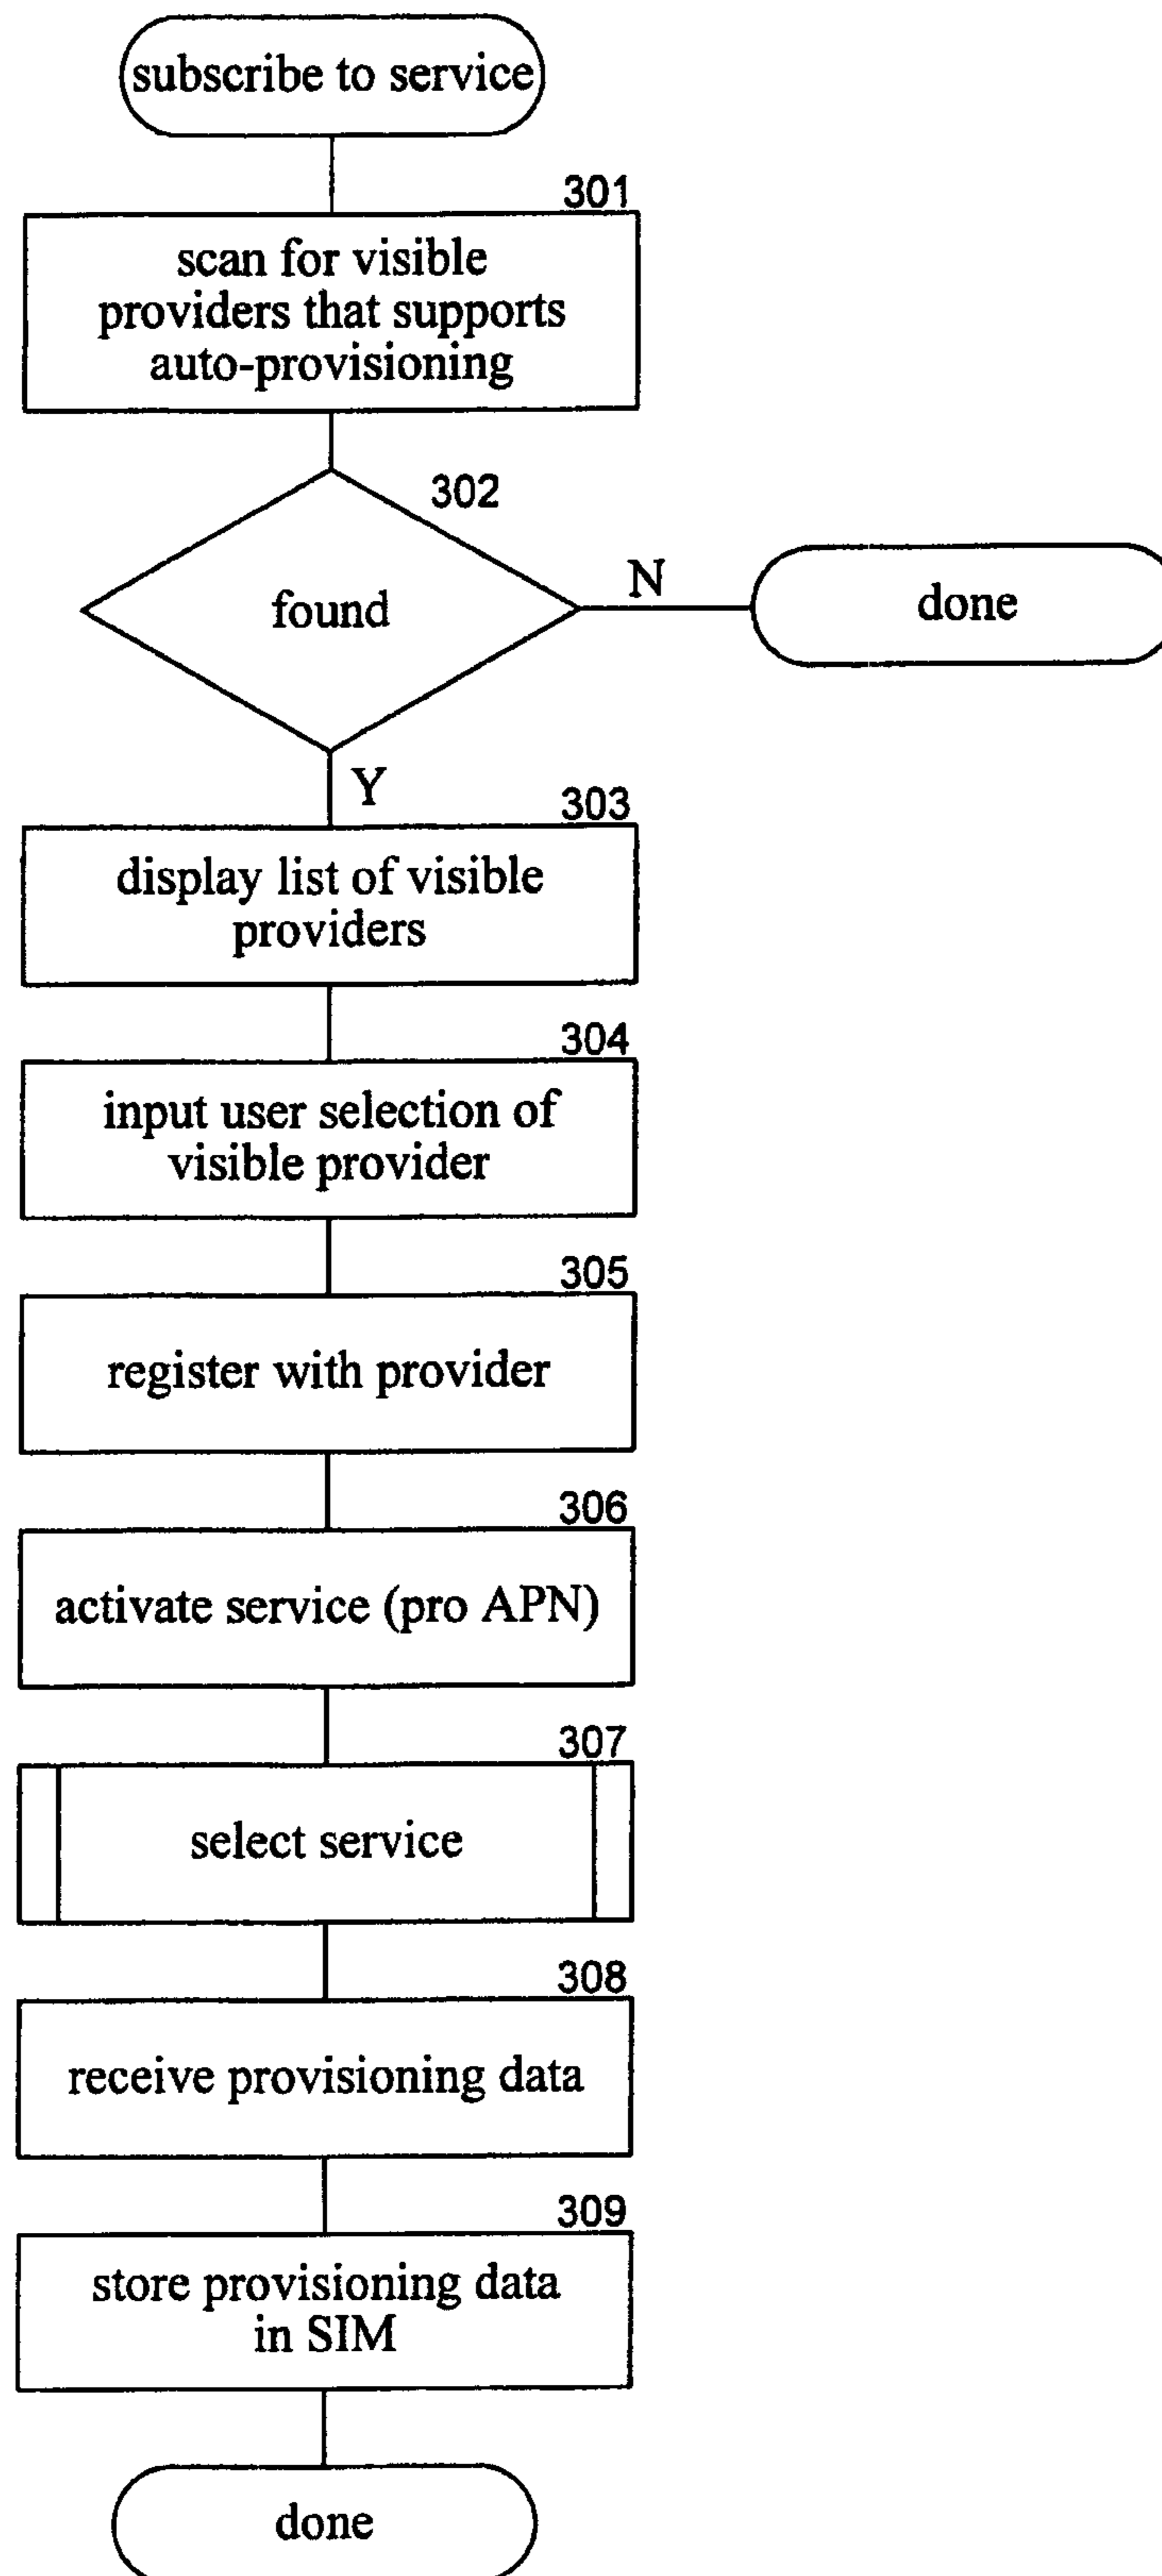 subscribe to service
301
scan for visible
providers that supports
auto-provisioning
302
found
N
done
Y
303
display list of visible
providers
304
input user selection of
visible provider
305
register with provider
306
activate service (pro APN)
307
select service
308
receive provisioning data
309
store provisioning data
in SIM
done